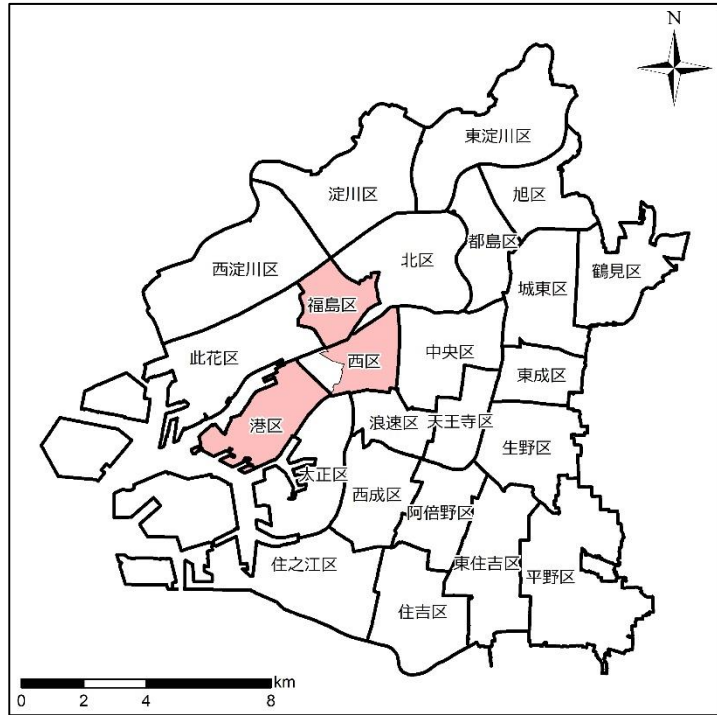 N
東淀川区
淀川区
旭区
都島区
北区
西淀川区
鶴見区
城東区
福島区
此花区
西区
中央区
東成区
港区
浪速区
天王寺区
生野区
大正区
西成区
阿倍野区
住之江区
東住吉区
平野区
住吉区
km
0 2 4 8